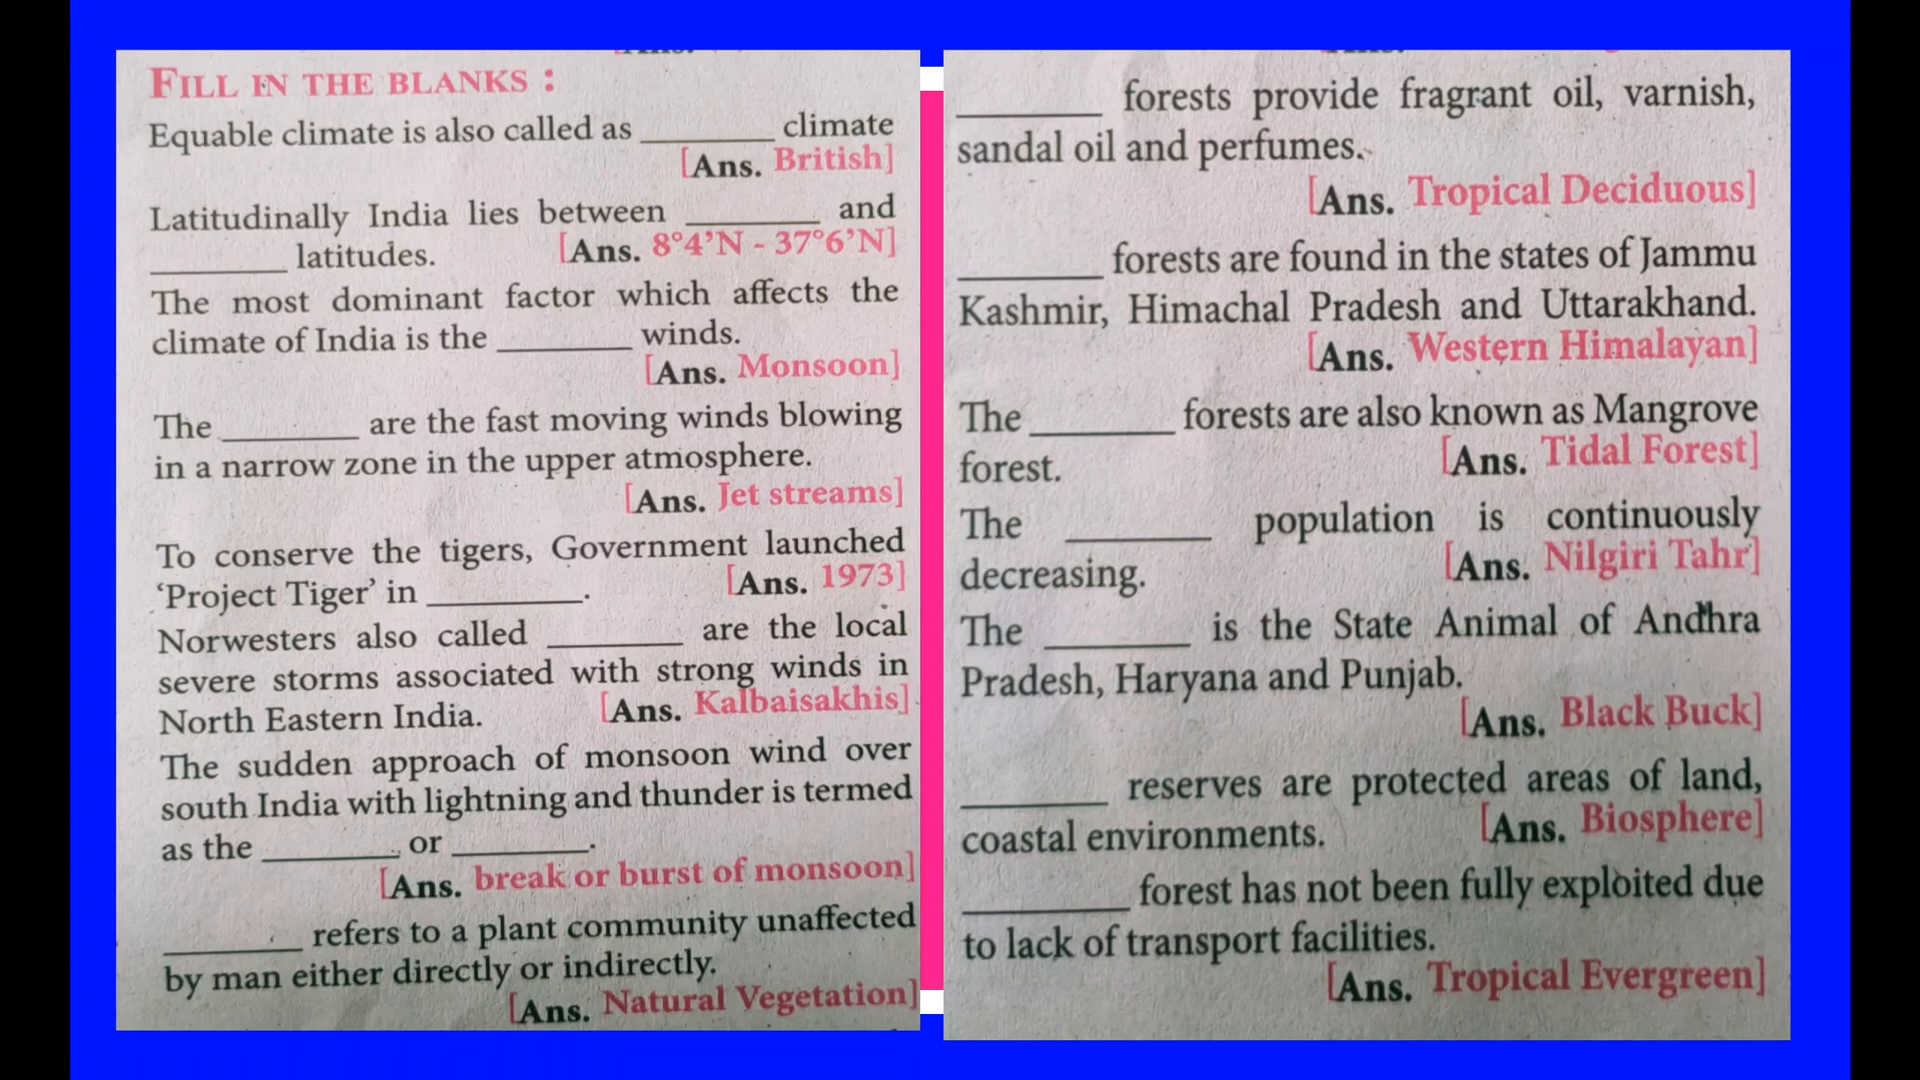 FILL IN THE BLANKS :
Equable climate is also called as ________ climate
[Ans. British]
Latitudinally India lies between ________ and
________ latitudes. [Ans. 8°4’N - 37°6’N]
The most dominant factor which affects the
climate of India is the ________ winds.
[Ans. Monsoon]
The ________ are the fast moving winds blowing
in a narrow zone in the upper atmosphere.
[Ans. Jet streams]
To conserve the tigers, Government launched
‘Project Tiger’ in ________. [Ans. 1973]
Norwesters also called ________ are the local
severe storms associated with strong winds in
North Eastern India. [Ans. Kalbaisakhis]
The sudden approach of monsoon wind over
south India with lightning and thunder is termed
as the ________ or ________.
[Ans. break or burst of monsoon]
________ refers to a plant community unaffected
by man either directly or indirectly.
[Ans. Natural Vegetation]
________ forests provide fragrant oil, varnish,
sandal oil and perfumes.
[Ans. Tropical Deciduous]
________ forests are found in the states of Jammu
Kashmir, Himachal Pradesh and Uttarakhand.
[Ans. Western Himalayan]
The ________ forests are also known as Mangrove
forest. [Ans. Tidal Forest]
The ________ population is continuously
decreasing. [Ans. Nilgiri Tahr]
The ________ is the State Animal of Andhra
Pradesh, Haryana and Punjab.
[Ans. Black Buck]
________ reserves are protected areas of land,
coastal environments. [Ans. Biosphere]
________ forest has not been fully exploited due
to lack of transport facilities.
[Ans. Tropical Evergreen]